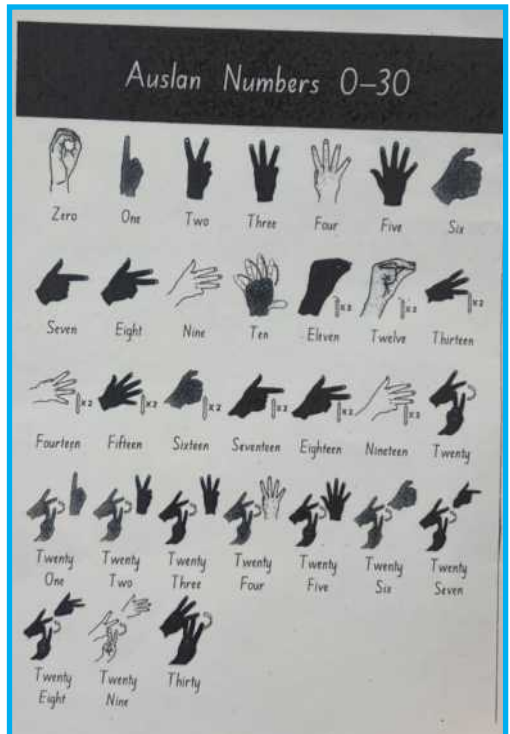 Auslan Numbers 0–30
Zero One Two Three Four Five Six
x2 x2 x2
Seven Eight Nine Ten Eleven Twelve Thirteen
x2 x2 x2 x2 x2 x2
Fourteen Fifteen Sixteen Seventeen Eighteen Nineteen Twenty
Twenty Twenty Twenty Twenty Twenty Twenty Twenty
One Two Three Four Five Six Seven
Twenty Twenty Thirty
Eight Nine